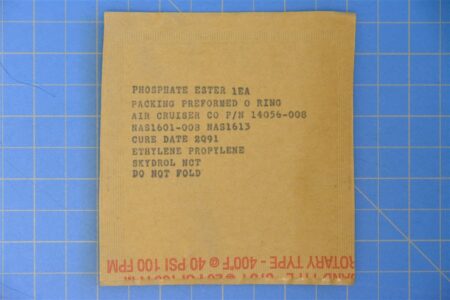 PHOSPHATE ESTER 1EA
PACKING PREFORMED O RING
AIR CRUISER CO P/N 14056-008
NAS1601-008 NAS1613
CURE DATE 2Q91
ETHYLENE PROPYLENE
SKYDROL NCT
DO NOT FOLD
ROTARY TYPE - 400°F @ 40 PSI 100 FPM